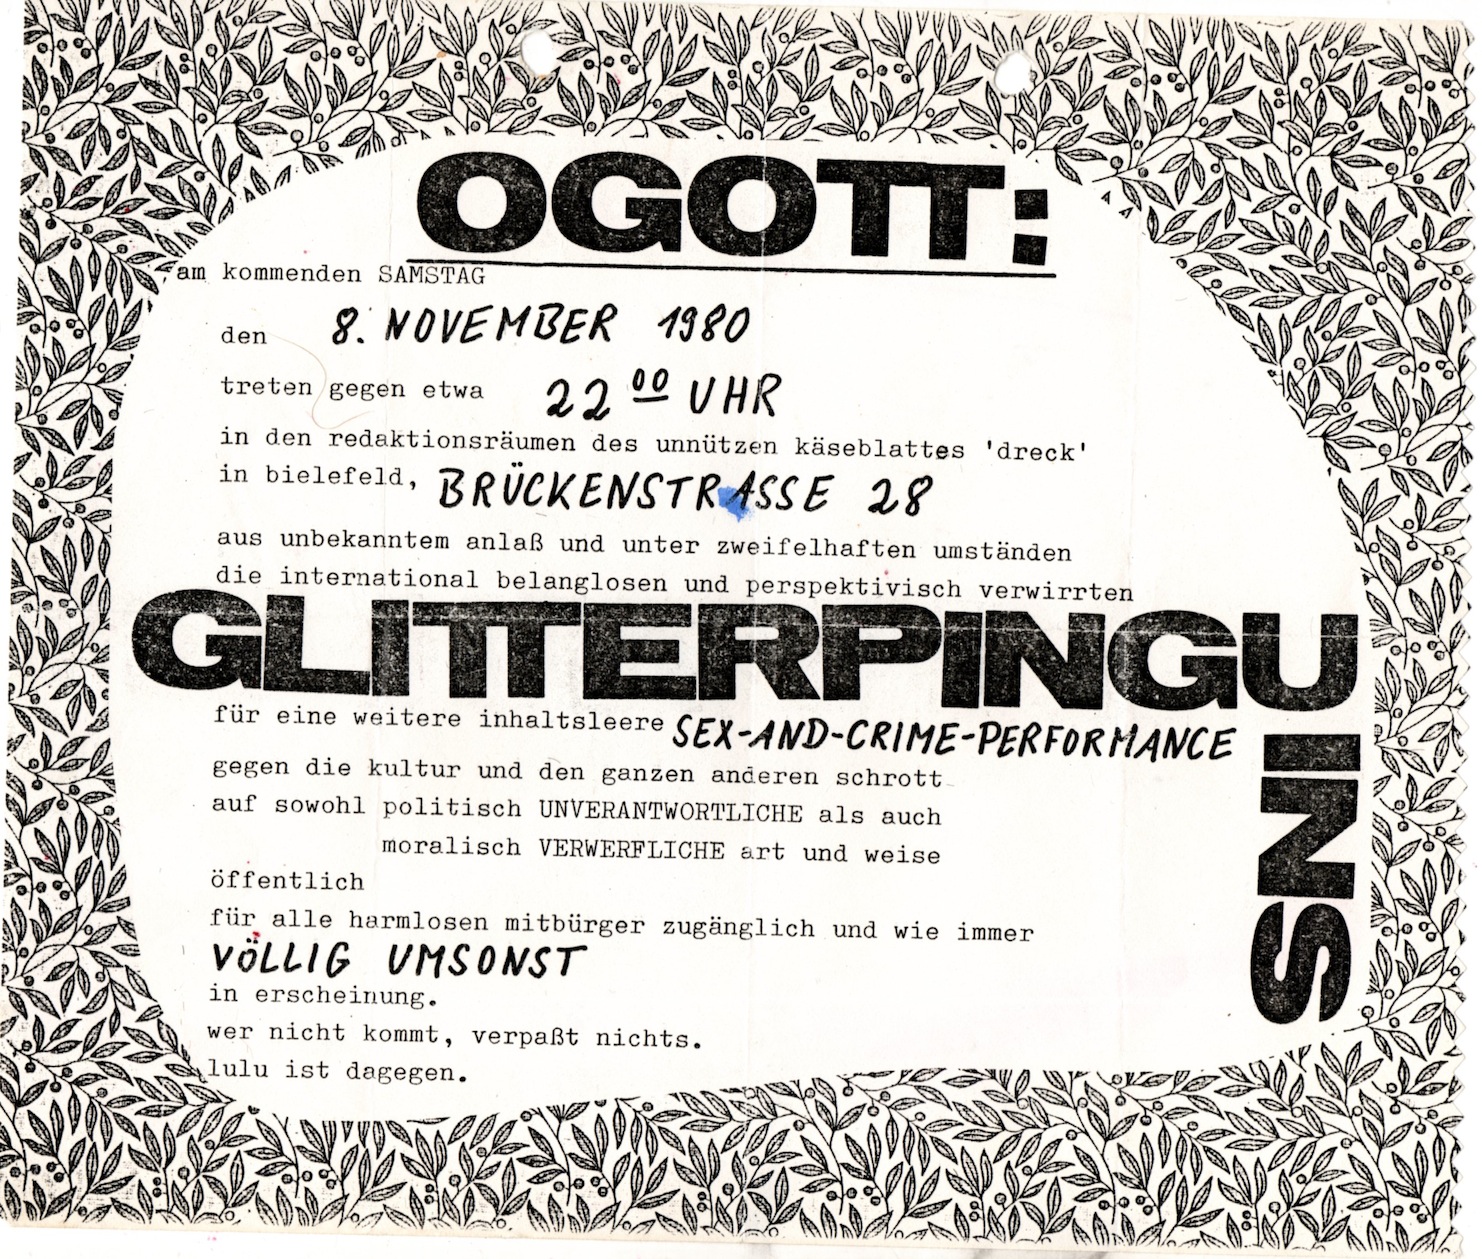 OGOTT:
am kommenden SAMSTAG
den 8. NOVEMBER 1980
treten gegen etwa 22 00 UHR
in den redaktionsräumen des unnützen käseblattes 'dreck'
in bielefeld, BRÜCKENSTRASSE 28
aus unbekanntem anlaß und unter zweifelhaften umständen
die international belanglosen und perspektivisch verwirrten
GLITTERPINGUINS
für eine weitere inhaltsleere SEX-AND-CRIME-PERFORMANCE
gegen die kultur und den ganzen anderen schrott
auf sowohl politisch UNVERANTWORTLICHE als auch
moralisch VERWERFLICHE art und weise
öffentlich
für alle harmlosen mitbürger zugänglich und wie immer
VÖLLIG UMSONST
in erscheinung.
wer nicht kommt, verpaßt nichts.
lulu ist dagegen.